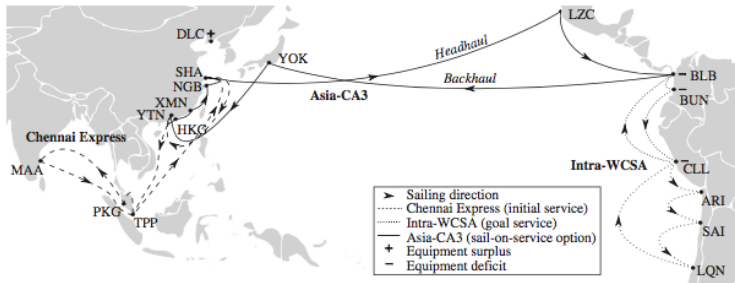 LZC
DLC
Headhaul
YOK
SHA
Backhaul
BLB
NGB
Asia-CA3
BUN
XMN
YTN
HKG
Chennai Express
Intra-WCSA
CLL
MAA
ARI
PKG
TPP
SAI
LQN
Sailing direction
Chennai Express (initial service)
Intra-WCSA (goal service)
Asia-CA3 (sail-on-service option)
+ Equipment surplus
− Equipment deficit